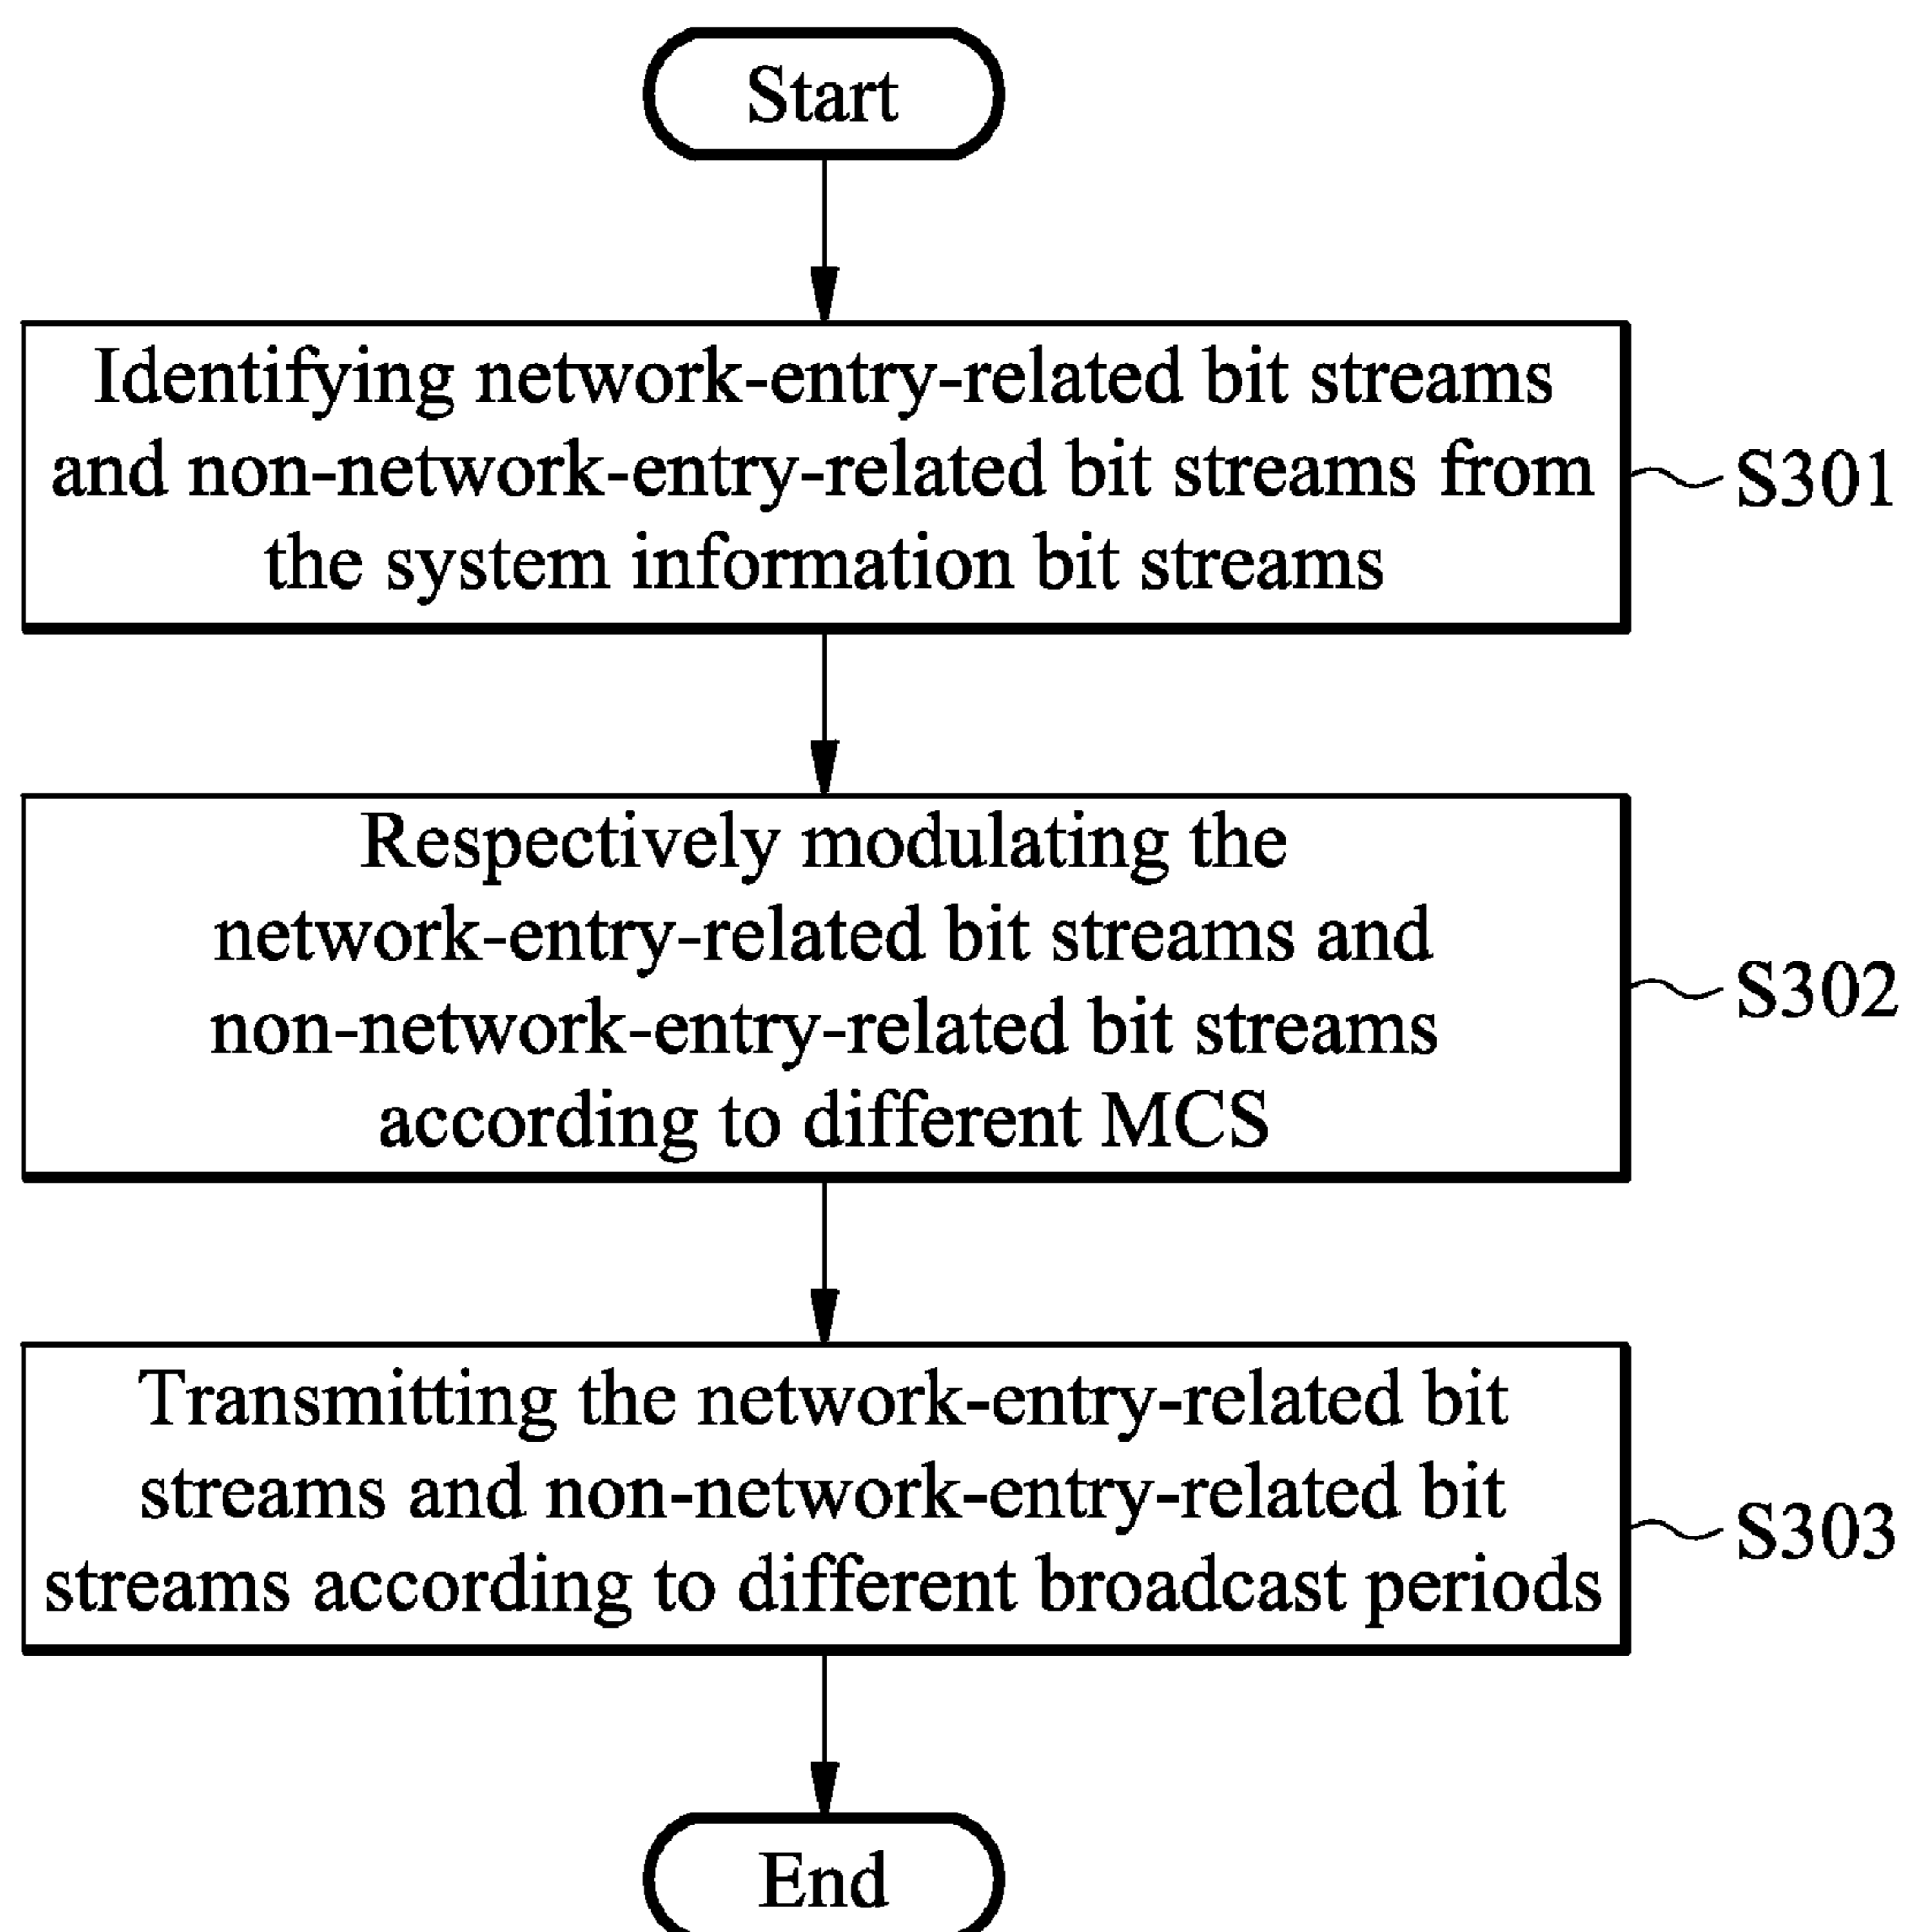 Start
Identifying network-entry-related bit streams
and non-network-entry-related bit streams from
the system information bit streams
S301
Respectively modulating the
network-entry-related bit streams and
non-network-entry-related bit streams
according to different MCS
S302
Transmitting the network-entry-related bit
streams and non-network-entry-related bit
streams according to different broadcast periods
S303
End